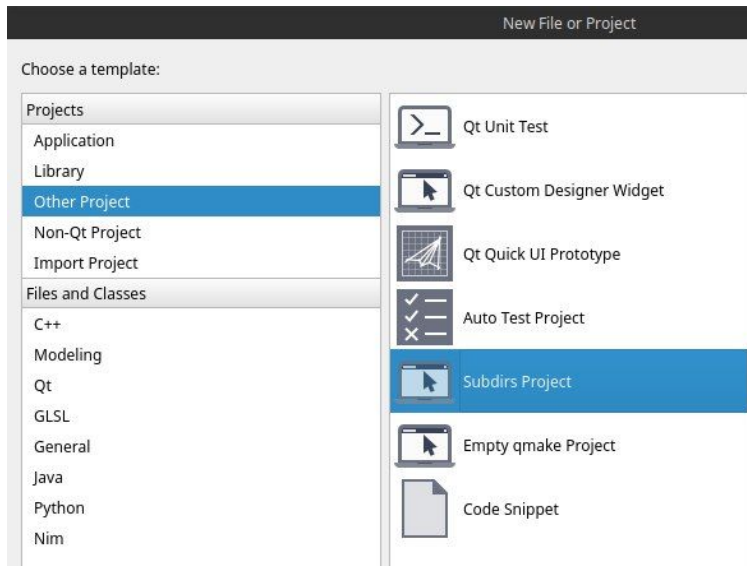 New File or Project
Choose a template:
Projects
Application
Library
Other Project
Non-Qt Project
Import Project
Files and Classes
C++
Modeling
Qt
GLSL
General
Java
Python
Nim
Qt Unit Test
Qt Custom Designer Widget
Qt Quick UI Prototype
Auto Test Project
Subdirs Project
Empty qmake Project
Code Snippet